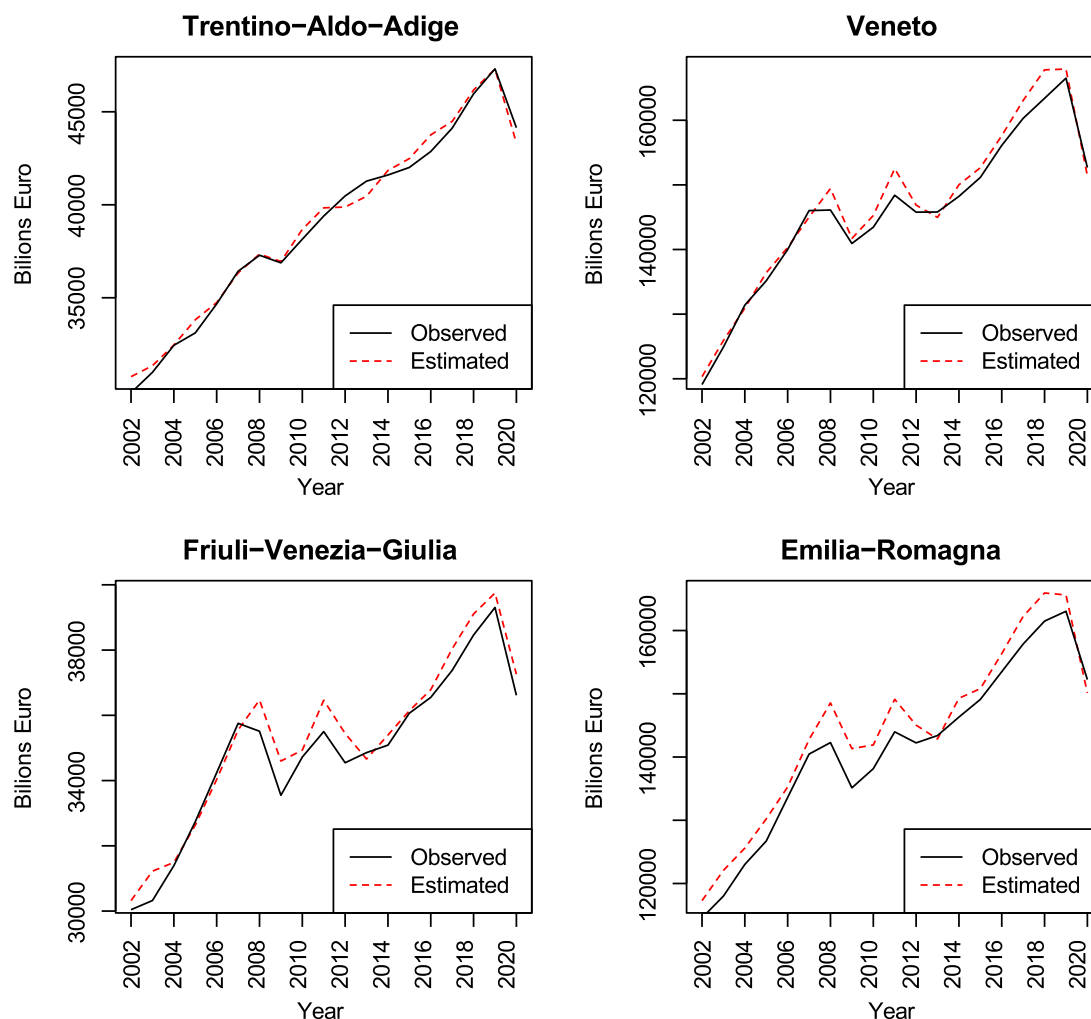 Trentino−Aldo−Adige
Bilions Euro
45000
40000
35000
Observed
Estimated
2002
2004
2006
2008
2010
2012
2014
2016
2018
2020
Year
Veneto
Bilions Euro
160000
140000
120000
Observed
Estimated
2002
2004
2006
2008
2010
2012
2014
2016
2018
2020
Year
Friuli−Venezia−Giulia
Bilions Euro
38000
34000
30000
Observed
Estimated
2002
2004
2006
2008
2010
2012
2014
2016
2018
2020
Year
Emilia−Romagna
Bilions Euro
160000
140000
120000
Observed
Estimated
2002
2004
2006
2008
2010
2012
2014
2016
2018
2020
Year